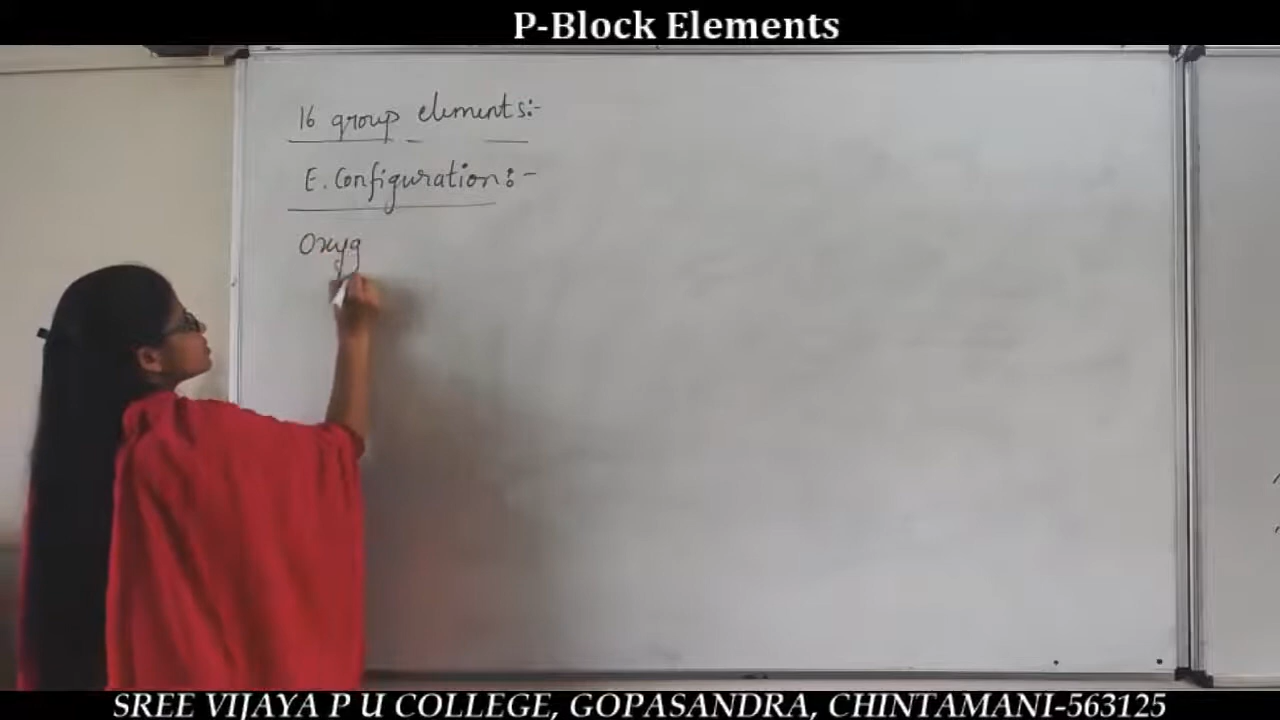 P-Block Elements
16 group elements:-
E. Configuration:-
Oxyg
SREE VIJAYA P U COLLEGE, GOPASANDRA, CHINTAMANI-563125